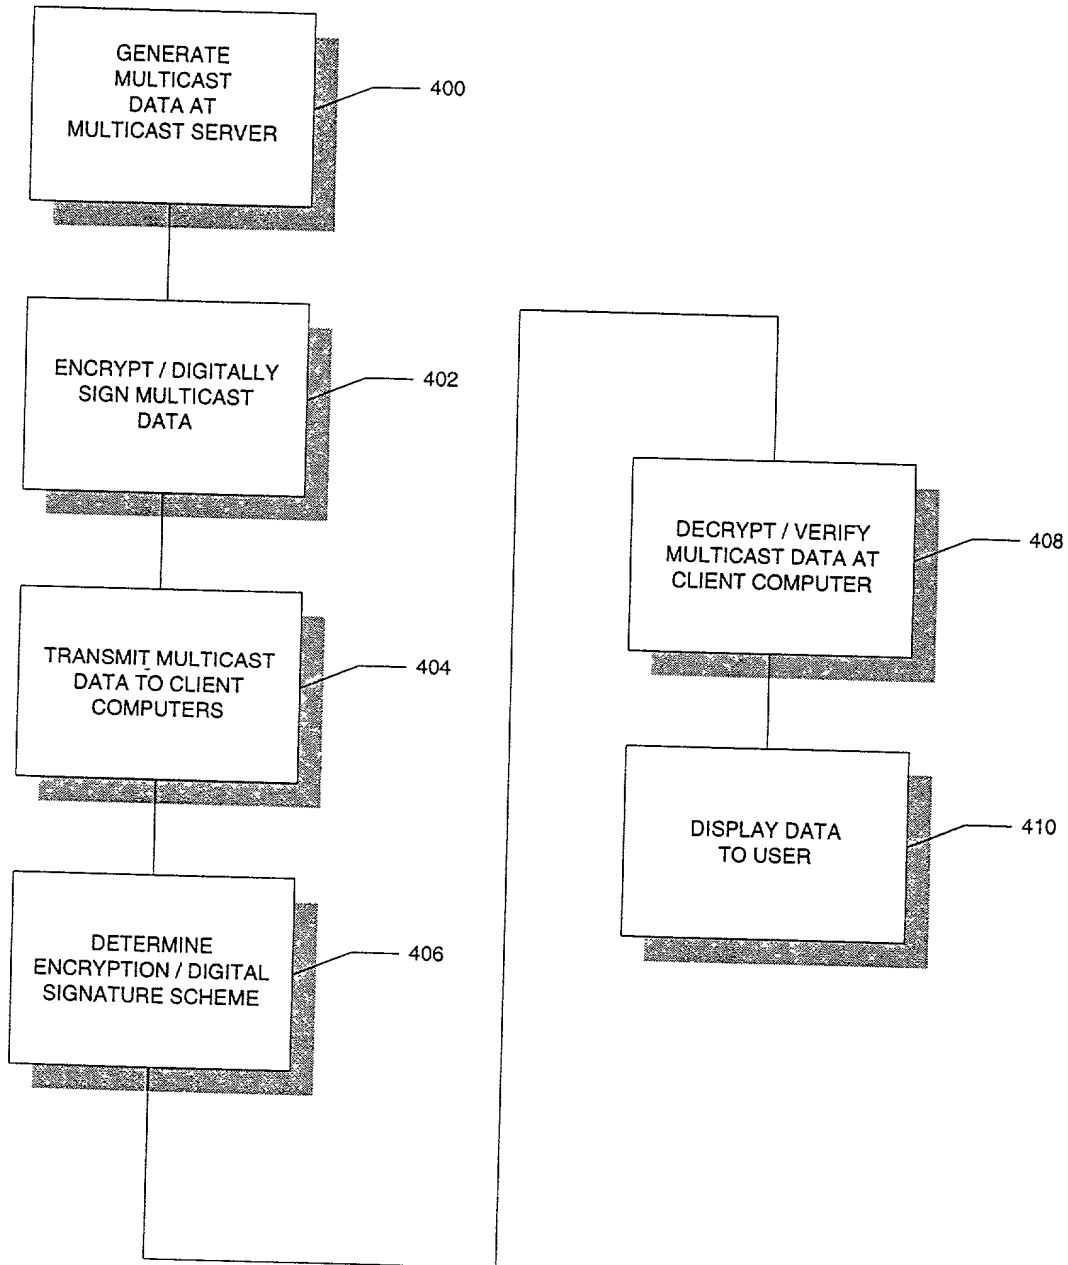 GENERATE
MULTICAST
DATA AT
MULTICAST SERVER
400
ENCRYPT / DIGITALLY
SIGN MULTICAST
DATA
402
TRANSMIT MULTICAST
DATA TO CLIENT
COMPUTERS
404
DETERMINE
ENCRYPTION / DIGITAL
SIGNATURE SCHEME
406
DECRYPT / VERIFY
MULTICAST DATA AT
CLIENT COMPUTER
408
DISPLAY DATA
TO USER
410